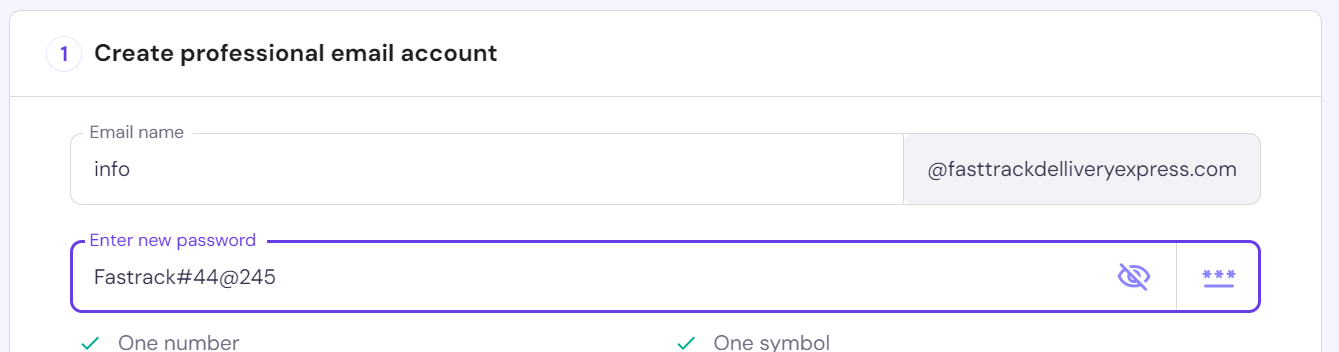 1 Create professional email account
Email name
info @fasttrackdelliveryexpress.com
Enter new password
Fastrack#44@245 ***
One number One symbol